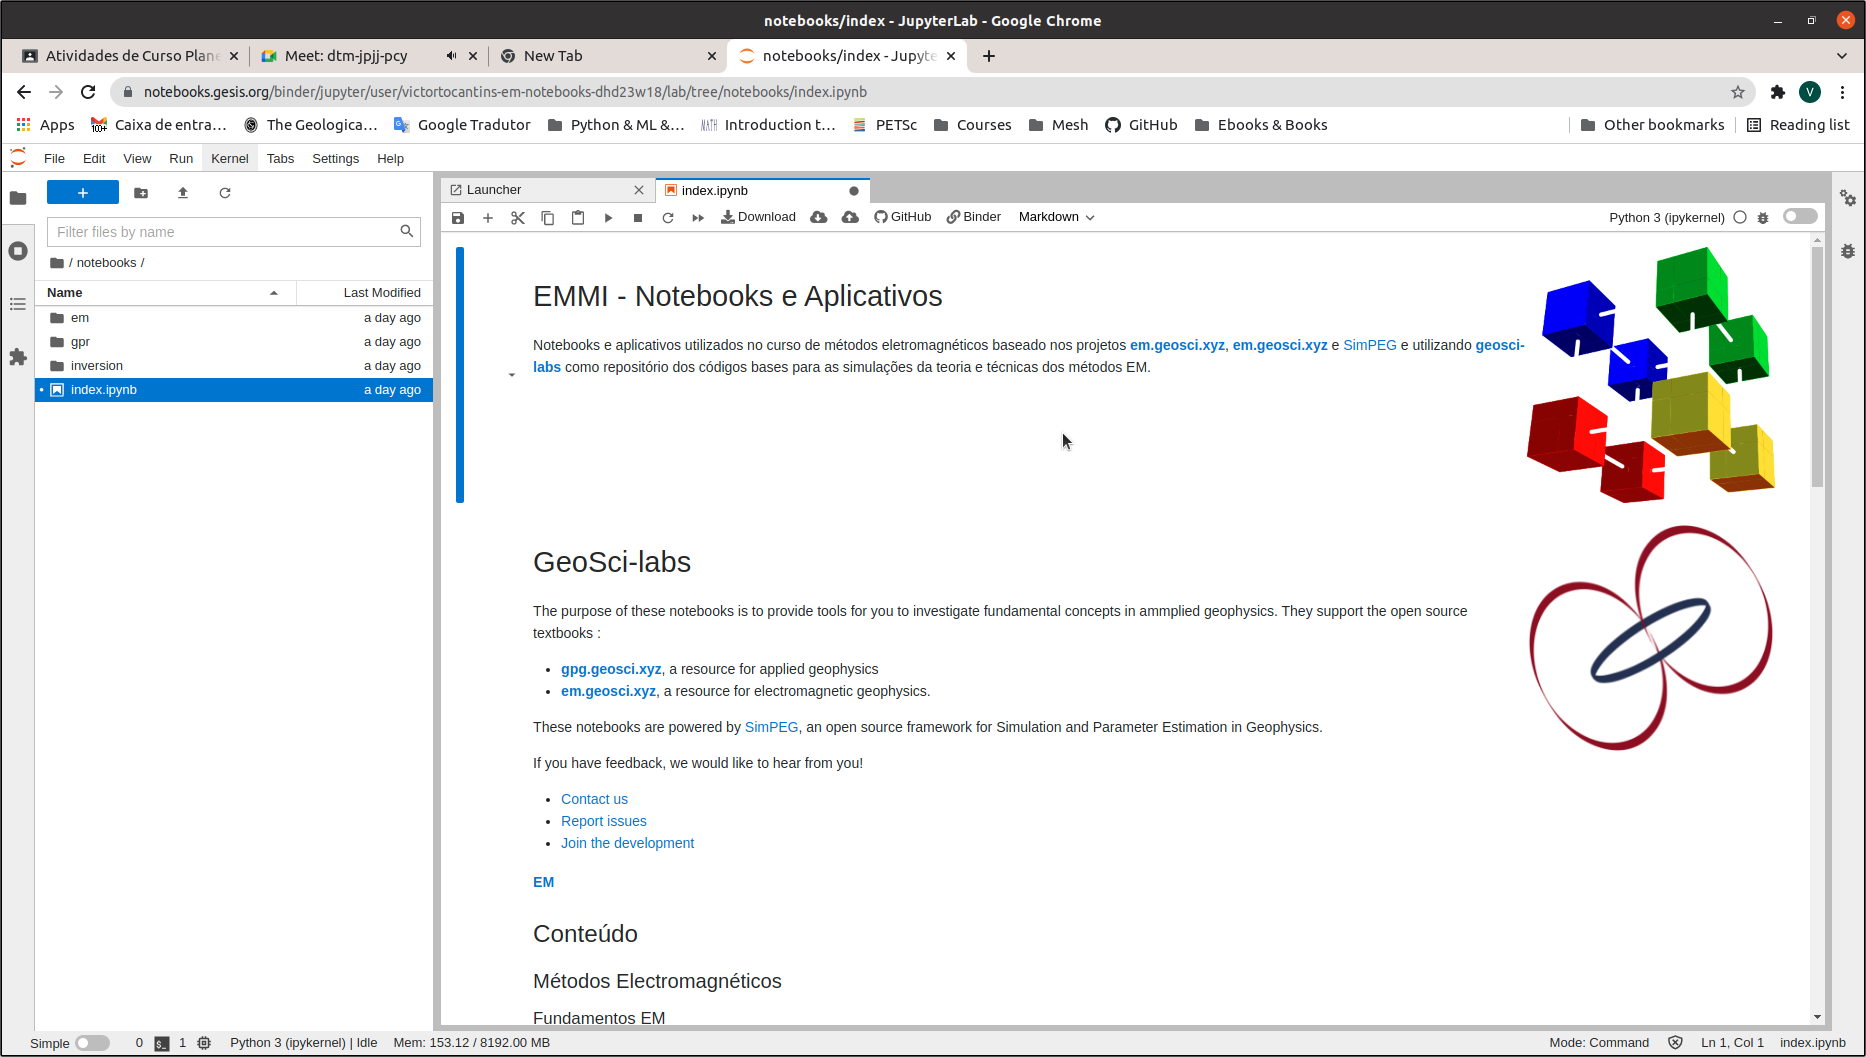 notebooks/index - JupyterLab - Google Chrome
Atividades de Curso Plane
Meet: dtm-jpjj-pcy
New Tab
notebooks/index - Jupyte
notebooks.gesis.org/binder/jupyter/user/victortocantins-em-notebooks-dhd23w18/lab/tree/notebooks/index.ipynb
V
Apps
100+
Caixa de entra…
The Geologica…
Google Tradutor
Python & ML &…
MATH
Introduction t…
PETSc
Courses
Mesh
GitHub
Ebooks & Books
Other bookmarks
Reading list
File Edit View Run Kernel Tabs Settings Help
+
Filter files by name
/ notebooks /
Name Last Modified
em a day ago
gpr a day ago
inversion a day ago
index.ipynb a day ago
Launcher
index.ipynb
Download
GitHub
Binder
Markdown
Python 3 (ipykernel)
EMMI - Notebooks e Aplicativos
Notebooks e aplicativos utilizados no curso de métodos eletromagnéticos baseado nos projetos em.geosci.xyz, em.geosci.xyz e SimPEG e utilizando geosci-
labs como repositório dos códigos bases para as simulações da teoria e técnicas dos métodos EM.
GeoSci-labs
The purpose of these notebooks is to provide tools for you to investigate fundamental concepts in ammplied geophysics. They support the open source
textbooks :
• gpg.geosci.xyz, a resource for applied geophysics
• em.geosci.xyz, a resource for electromagnetic geophysics.
These notebooks are powered by SimPEG, an open source framework for Simulation and Parameter Estimation in Geophysics.
If you have feedback, we would like to hear from you!
• Contact us
• Report issues
• Join the development
EM
Conteúdo
Métodos Electromagnéticos
Fundamentos EM
Simple 0 $_ 1 Python 3 (ipykernel) | Idle Mem: 153.12 / 8192.00 MB Mode: Command Ln 1, Col 1 index.ipynb